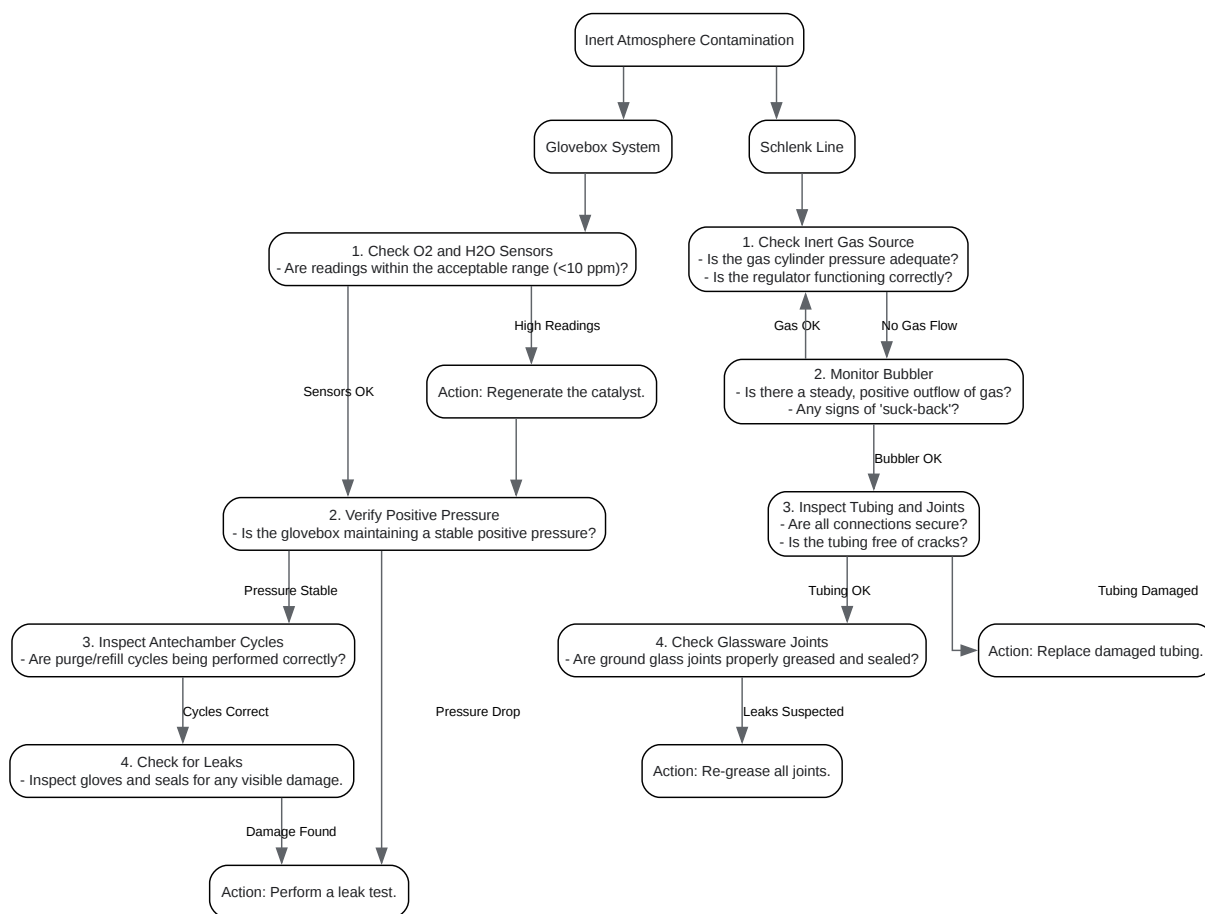 Inert Atmosphere Contamination
Glovebox System
Schlenk Line
1. Check O2 and H2O Sensors
- Are readings within the acceptable range (<10 ppm)?
1. Check Inert Gas Source
- Is the gas cylinder pressure adequate?
- Is the regulator functioning correctly?
High Readings
Gas OK
No Gas Flow
Sensors OK
Action: Regenerate the catalyst.
2. Monitor Bubbler
- Is there a steady, positive outflow of gas?
- Any signs of 'suck-back'?
Bubbler OK
2. Verify Positive Pressure
- Is the glovebox maintaining a stable positive pressure?
3. Inspect Tubing and Joints
- Are all connections secure?
- Is the tubing free of cracks?
Pressure Stable
Tubing OK
Tubing Damaged
3. Inspect Antechamber Cycles
- Are purge/refill cycles being performed correctly?
4. Check Glassware Joints
- Are ground glass joints properly greased and sealed?
Action: Replace damaged tubing.
Cycles Correct
Pressure Drop
Leaks Suspected
4. Check for Leaks
- Inspect gloves and seals for any visible damage.
Action: Re-grease all joints.
Damage Found
Action: Perform a leak test.